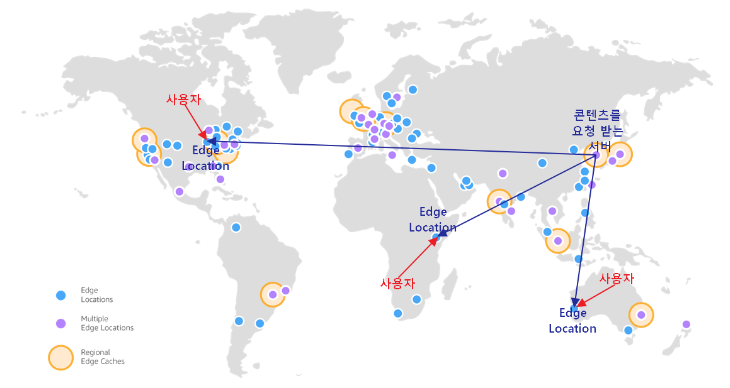 사용자
콘텐츠를
요청 받는
서버
Edge
Location
Edge
Location
사용자
사용자
Edge
Location
Edge
Locations
Multiple
Edge Locations
Regional
Edge Caches